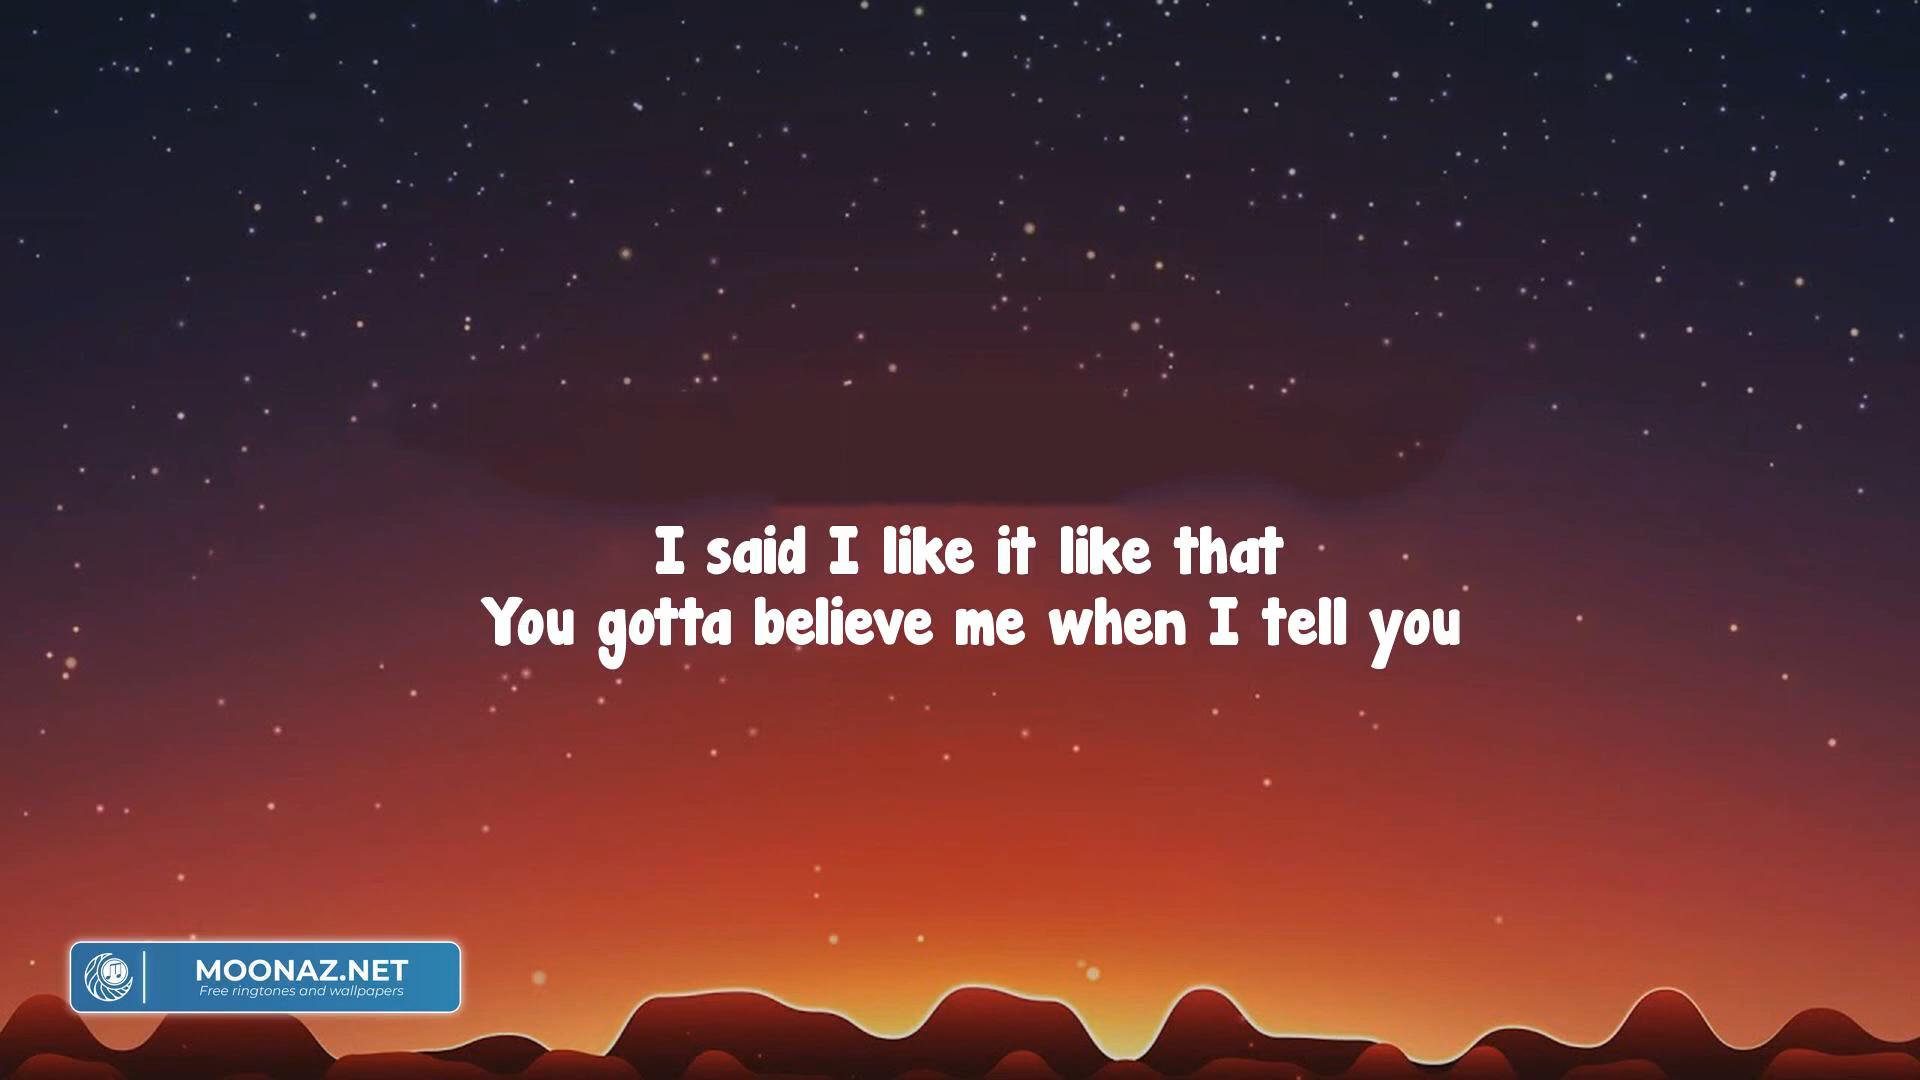 I said I like it like that
You gotta believe me when I tell you
MOONAZ.NET
Free ringtones and wallpapers